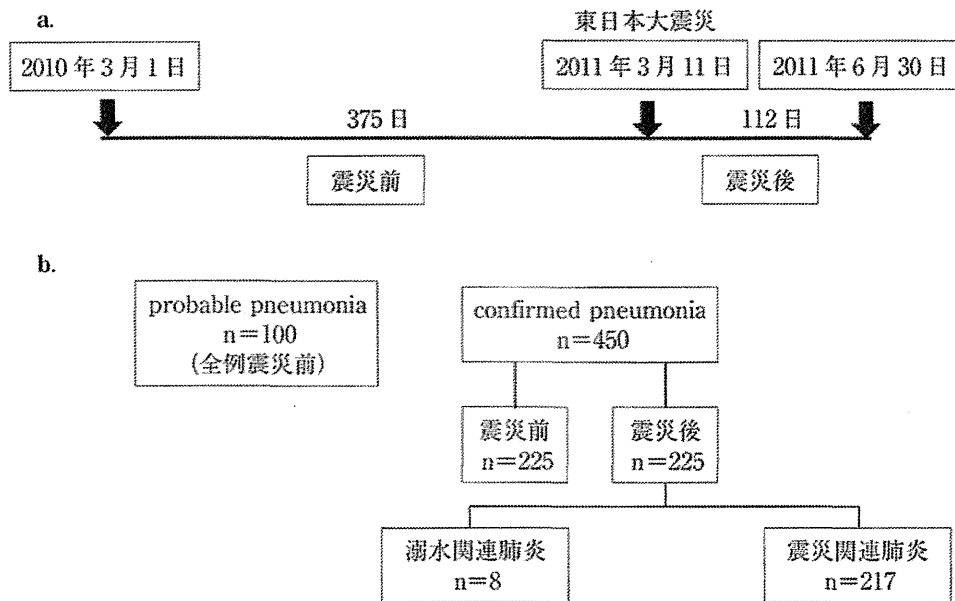 a.
東日本大震災
2010年3月1日
2011年3月11日
2011年6月30日
375日
112日
震災前
震災後
b.
probable pneumonia
n=100
(全例震災前)
confirmed pneumonia
n=450
震災前
n=225
震災後
n=225
溺水関連肺炎
n=8
震災関連肺炎
n=217